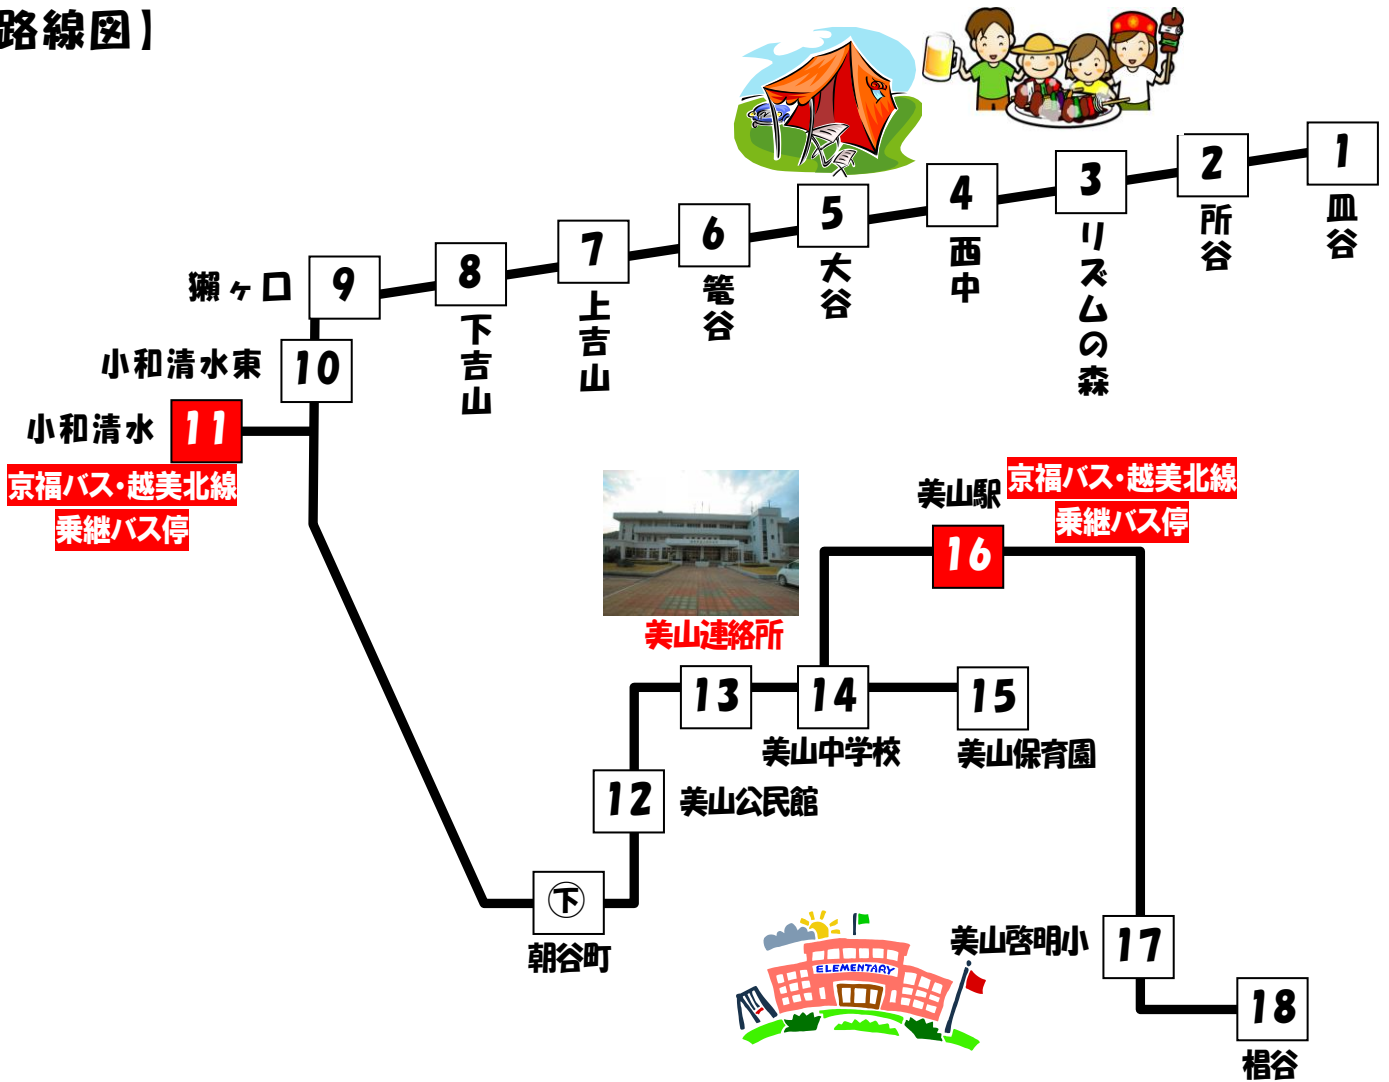 路線図】
1
皿谷
2
所谷
3
リズムの森
4
西中
5
大谷
6
篭谷
7
上吉山
8
下吉山
9
獺ヶ口
10
小和清水東
11
小和清水
京福バス・越美北線
乗継バス停
下
朝谷町
12
美山公民館
13
美山連絡所
14
美山中学校
15
美山保育園
16
美山駅
京福バス・越美北線
乗継バス停
17
美山啓明小
ELEMENTARY
18
椙谷